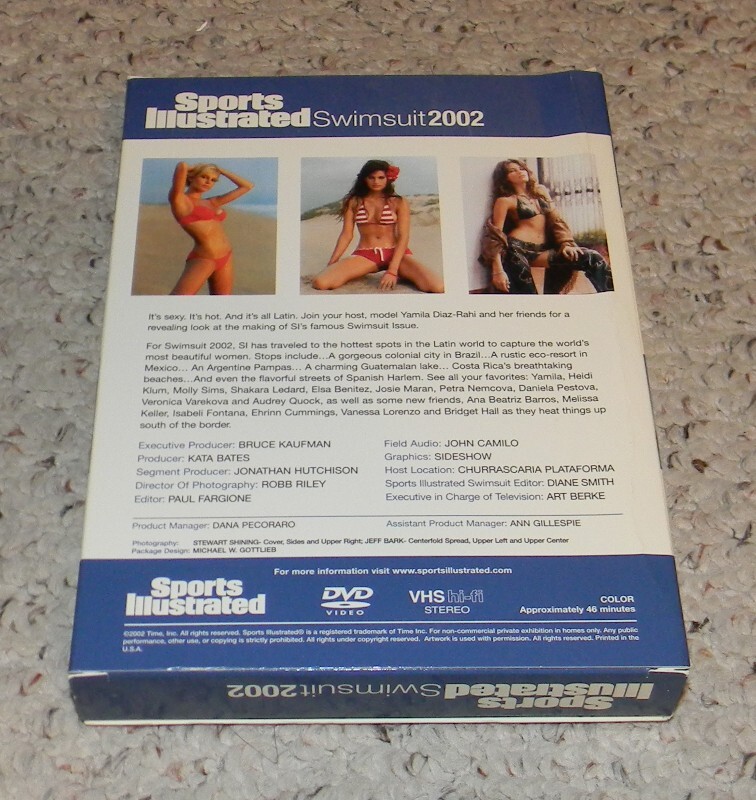 Sports
Illustrated Swimsuit 2002
It's sexy. It's hot. And it's all Latin. Join your host, model Yamila Diaz-Rahi and her friends for a
revealing look at the making of SI's famous Swimsuit Issue.
For Swimsuit 2002, SI has traveled to the hottest spots in the Latin world to capture the world's
most beautiful women. Stops include...A gorgeous colonial city in Brazil...A rustic eco-resort in
Mexico... An Argentine Pampas... A charming Guatemalan lake... Costa Rica's breathtaking
beaches...And even the flavorful streets of Spanish Harlem. See all your favorites: Yamila, Heidi
Klum, Molly Sims, Shakara Ledard, Elsa Benitez, Josie Maran, Petra Nemcova, Daniela Pestova,
Veronica Varekova and Audrey Quock, as well as some new friends, Ana Beatriz Barros, Melissa
Keller, Isabeli Fontana, Ehrinn Cummings, Vanessa Lorenzo and Bridget Hall as they heat things up
south of the border.
Executive Producer: BRUCE KAUFMAN
Producer: KATA BATES
Segment Producer: JONATHAN HUTCHISON
Director Of Photography: ROBB RILEY
Editor: PAUL FARGIONE
Field Audio: JOHN CAMILO
Graphics: SIDESHOW
Host Location: CHURRASCARIA PLATAFORMA
Sports Illustrated Swimsuit Editor: DIANE SMITH
Executive in Charge of Television: ART BERKE
Product Manager: DANA PECORARO
Assistant Product Manager: ANN GILLESPIE
Photography: STEWART SHINING- Cover, Sides and Upper Right; JEFF BARK- Centerfold Spread, Upper Left and Upper Center
Package Design: MICHAEL W. GOTTLIEB
For more information visit www.sportsillustrated.com
Sports
Illustrated
DVD
VIDEO
VHS hi-fi
STEREO
COLOR
Approximately 46 minutes
©2002 Time, Inc. All rights reserved. Sports Illustrated® is a registered trademark of Time Inc. For non-commercial private exhibition in homes only. Any public
performance, other use, or copying is strictly prohibited. All rights under copyright reserved. Artwork is used with permission. All rights reserved. Printed in the
U.S.A.
Sports
Illustrated Swimsuit 2002